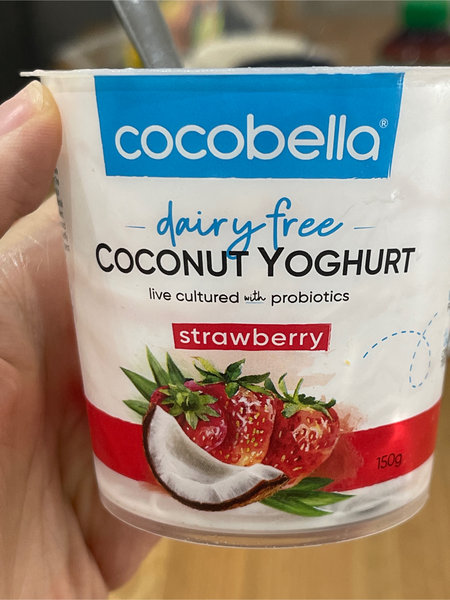 cocobella®
dairy free
COCONUT YOGHURT
live cultured with probiotics
strawberry
150g